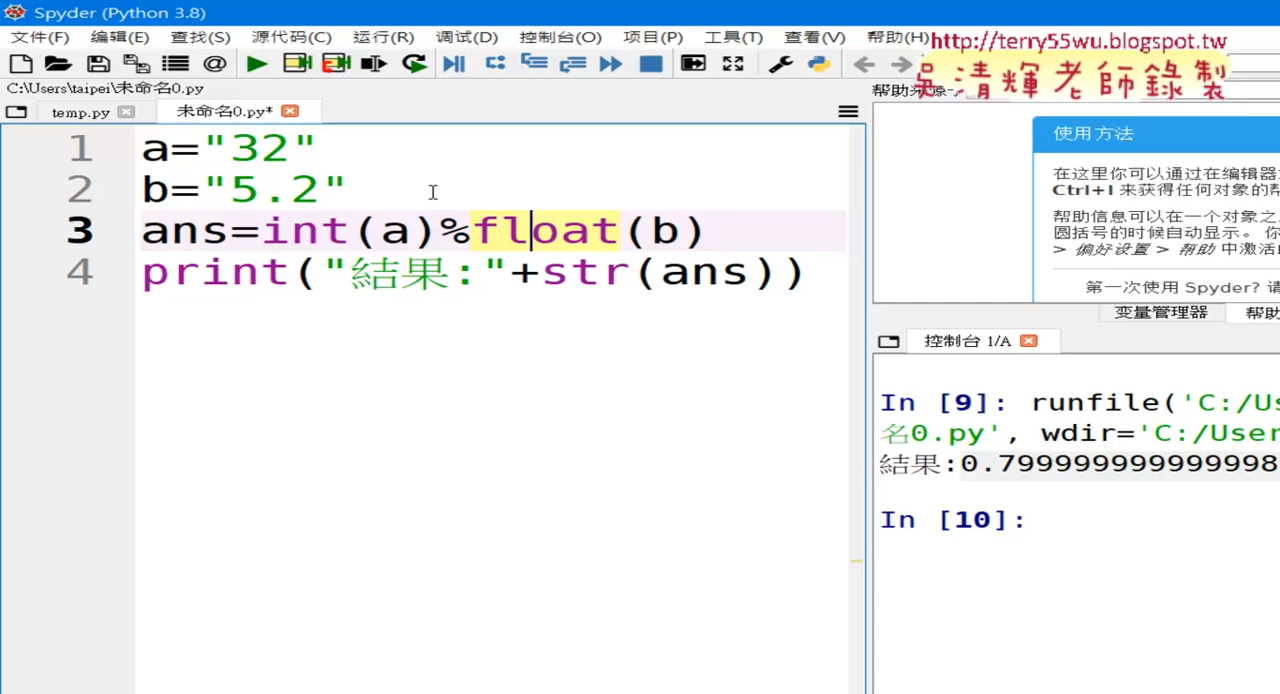 Spyder (Python 3.8)
文件(F) 编辑(E) 查找(S) 源代码(C) 运行(R) 调试(D) 控制台(O) 项目(P) 工具(T) 查看(V) 帮助(H)
http://terry55wu.blogspot.tw
吳清輝老師錄製
C:\Users\taipei\未命名0.py
temp.py 未命名0.py*
1 a="32"
2 b="5.2"
3 ans=int(a)%float(b)
4 print("結果:"+str(ans))
使用方法
在这里你可以通过在编辑器
Ctrl+I 来获得任何对象的帮
帮助信息可以在一个对象之
圆括号的时候自动显示。 你
> 偏好设置 > 帮助 中激活
第一次使用 Spyder? 请
变量管理器 帮助
控制台 1/A
In [9]: runfile('C:/Us
名0.py', wdir='C:/User
結果:0.799999999999998
In [10]: